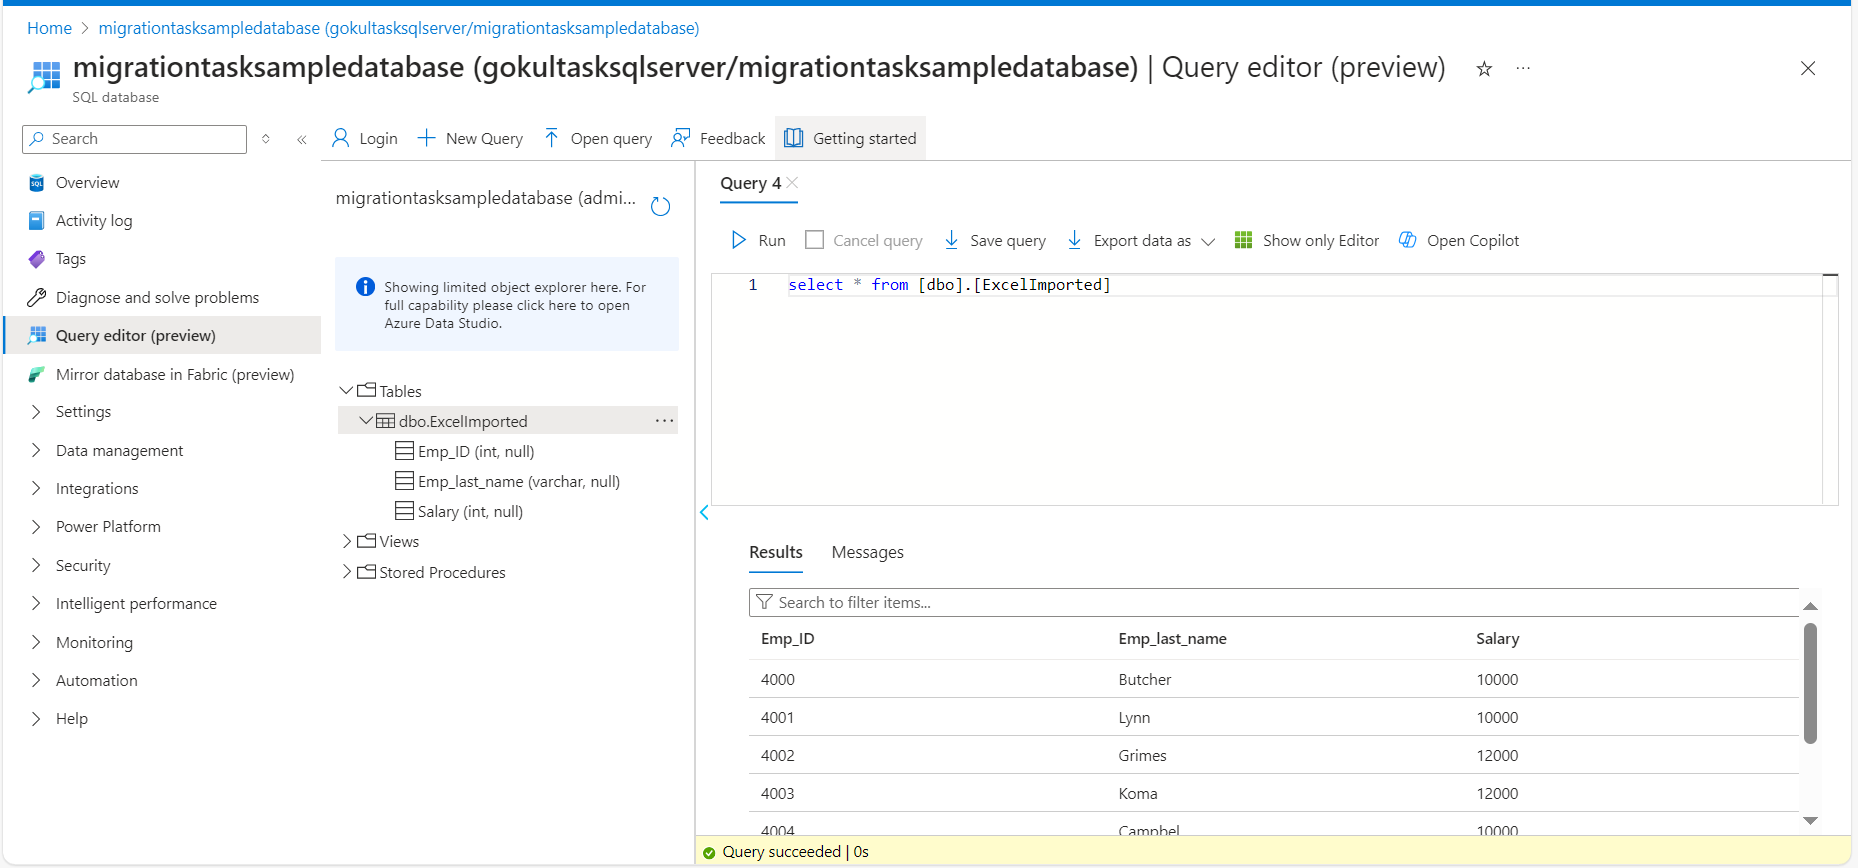 Home > migrationtasksampledatabase (gokultasksqlserver/migrationtasksampledatabase)
migrationtasksampledatabase (gokultasksqlserver/migrationtasksampledatabase) | Query editor (preview)
SQL database
Search
Login
New Query
Open query
Feedback
Getting started
Overview
Activity log
Tags
Diagnose and solve problems
Query editor (preview)
Mirror database in Fabric (preview)
Settings
Data management
Integrations
Power Platform
Security
Intelligent performance
Monitoring
Automation
Help
migrationtasksampledatabase (admi...
Showing limited object explorer here. For
full capability please click here to open
Azure Data Studio.
Tables
dbo.ExcelImported
Emp_ID (int, null)
Emp_last_name (varchar, null)
Salary (int, null)
Views
Stored Procedures
Query 4
Run
Cancel query
Save query
Export data as
Show only Editor
Open Copilot
1 select * from [dbo].[ExcelImported]
Results Messages
Search to filter items...
Emp_ID Emp_last_name Salary
4000 Butcher 10000
4001 Lynn 10000
4002 Grimes 12000
4003 Koma 12000
4004 Campbel 10000
Query succeeded | 0s